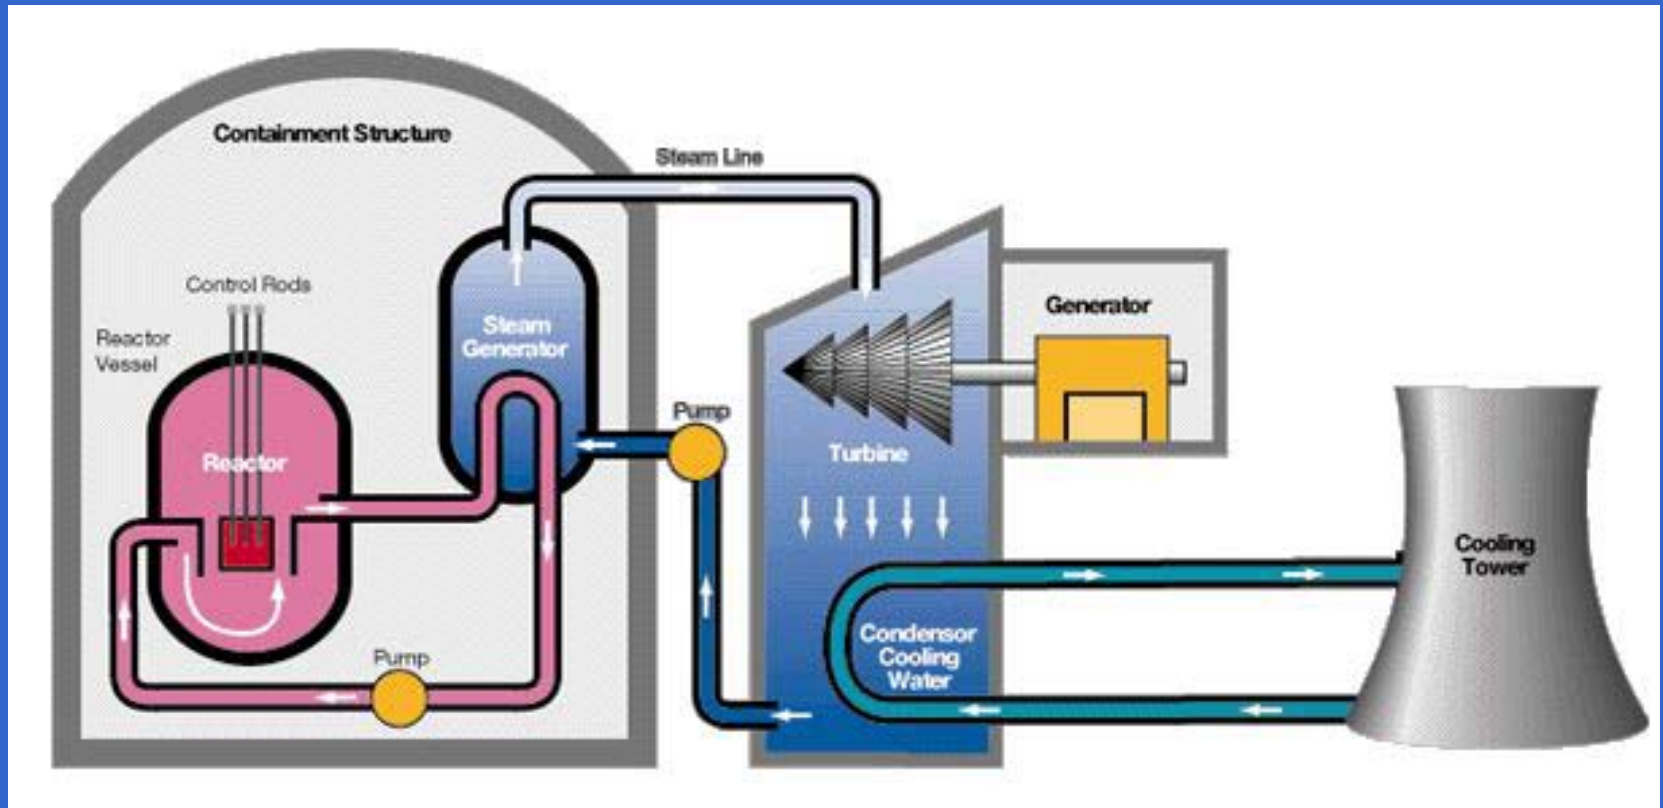 Containment Structure
Steam Line
Control Rods
Reactor
Vessel
Steam
Generator
Generator
Pump
Reactor
Turbine
Cooling
Tower
Condensor
Cooling
Water
Pump